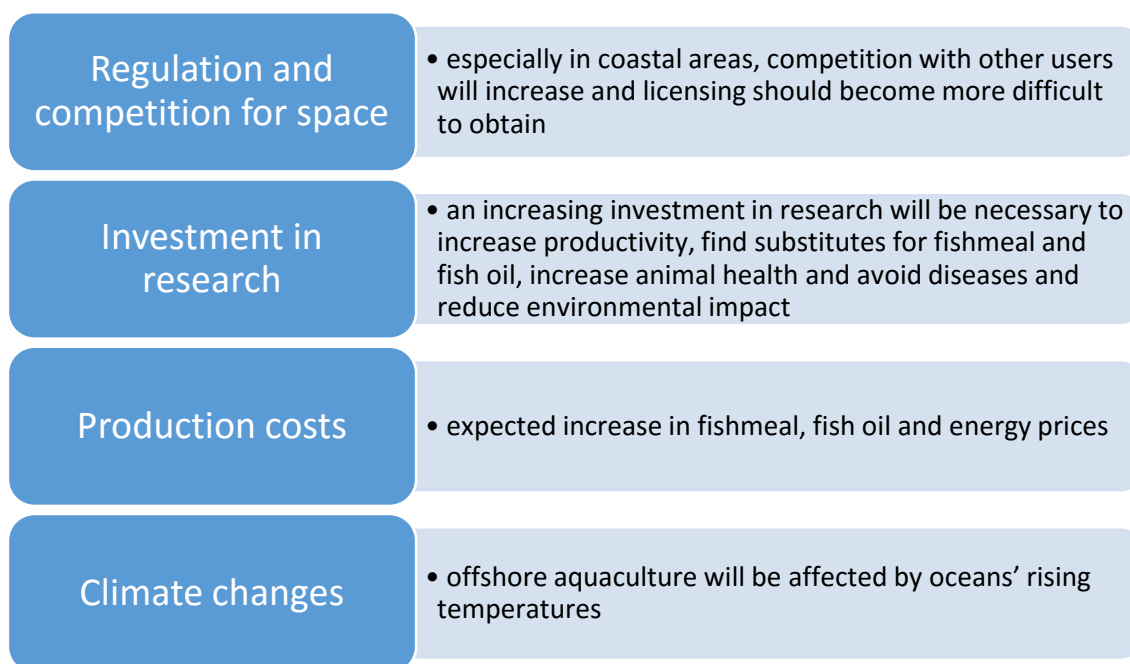 Regulation and
competition for space
• especially in coastal areas, competition with other users
will increase and licensing should become more difficult
to obtain
Investment in
research
• an increasing investment in research will be necessary to
increase productivity, find substitutes for fishmeal and
fish oil, increase animal health and avoid diseases and
reduce environmental impact
Production costs
• expected increase in fishmeal, fish oil and energy prices
Climate changes
• offshore aquaculture will be affected by oceans’ rising
temperatures